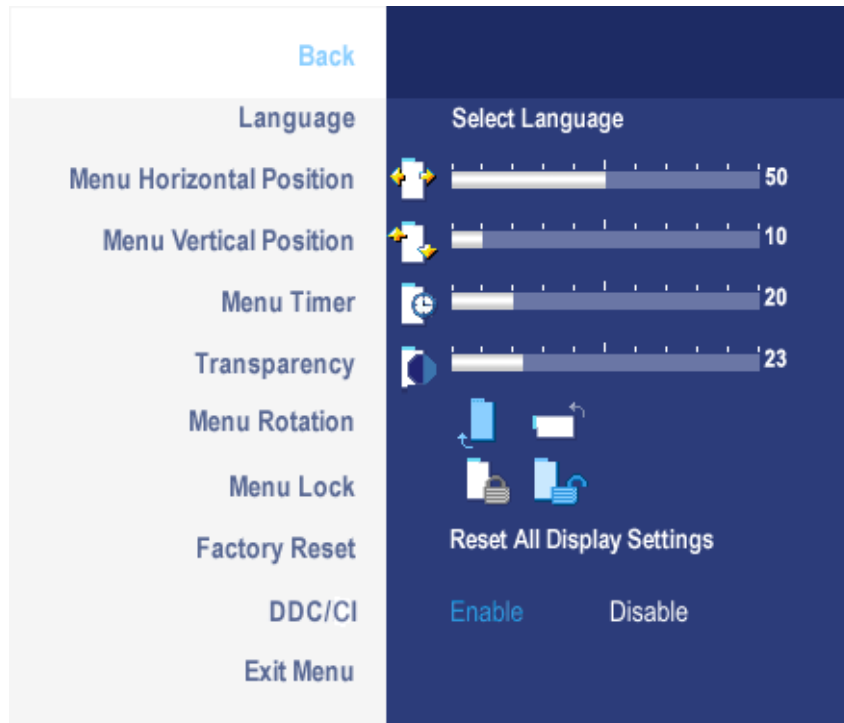 Back
Language Select Language
Menu Horizontal Position 50
Menu Vertical Position 10
Menu Timer 20
Transparency 23
Menu Rotation
Menu Lock
Factory Reset Reset All Display Settings
DDC/CI Enable Disable
Exit Menu